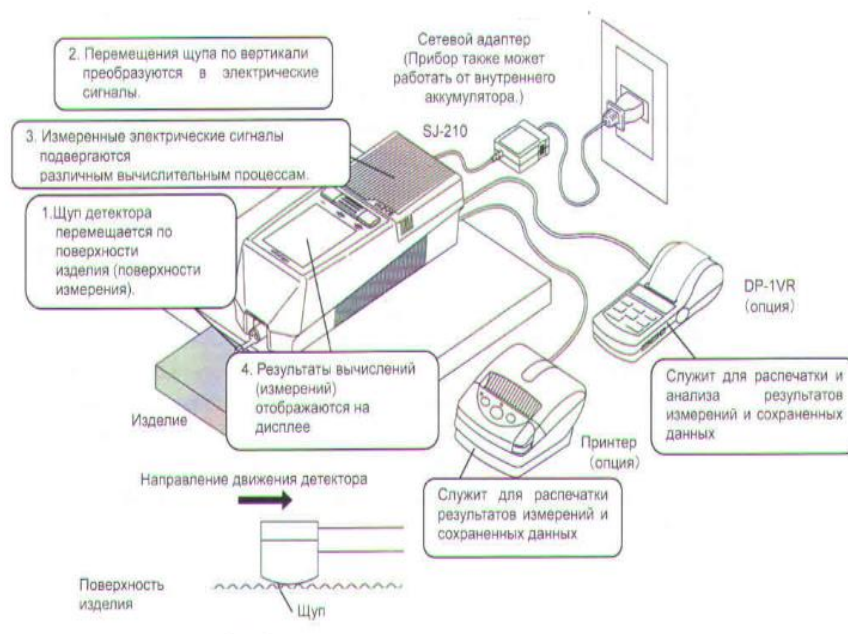 2. Перемещения щупа по вертикали
преобразуются в электрические
сигналы.
Сетевой адаптер
(Прибор также может
работать от внутреннего
аккумулятора.)
SJ-210
3. Измеренные электрические сигналы
подвергаются
различным вычислительным процессам.
1.Щуп детектора
перемещается по
поверхности
изделия (поверхности
измерения).
DP-1VR
(опция)
4. Результаты вычислений
(измерений)
отображаются на
дисплее
Изделие
Служит для распечатки и
анализа результатов
измерений и сохраненных
данных
Принтер
(опция)
Служит для распечатки
результатов измерений и
сохраненных данных
Направление движения детектора
Поверхность
изделия
Щуп